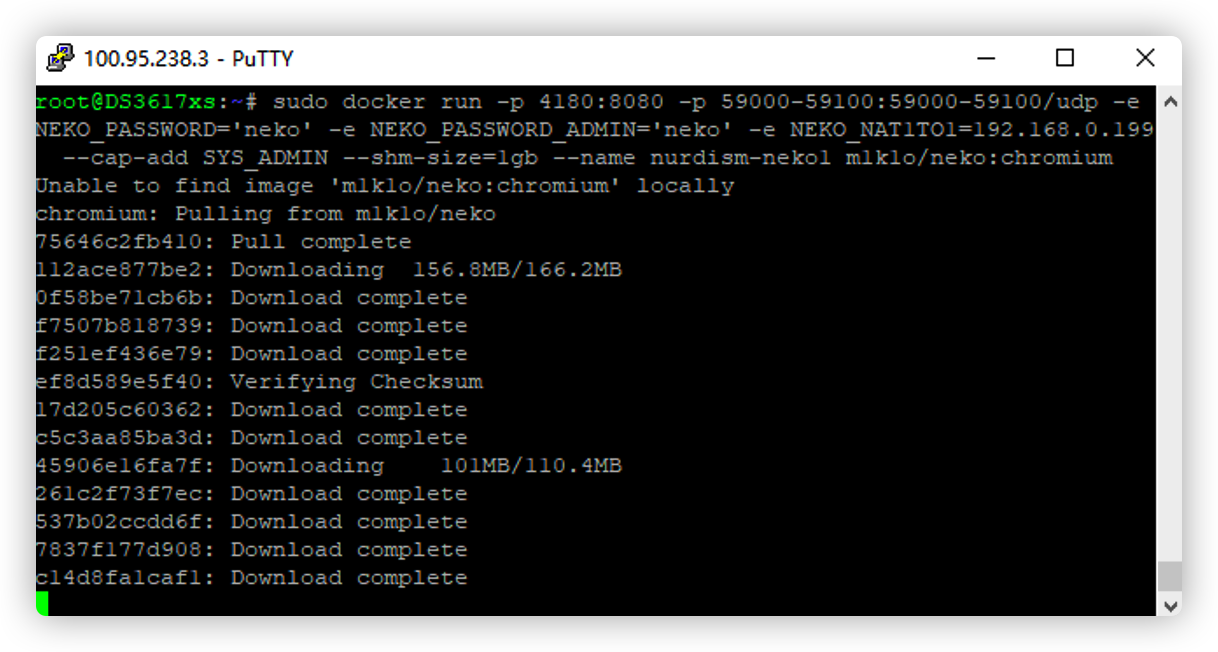 100.95.238.3 - PuTTY
root@DS3617xs:~# sudo docker run -p 4180:8080 -p 59000-59100:59000-59100/udp -e
NEKO_PASSWORD='neko' -e NEKO_PASSWORD_ADMIN='neko' -e NEKO_NAT1TO1=192.168.0.199
--cap-add SYS_ADMIN --shm-size=1gb --name nurdism-neko1 m1k1o/neko:chromium
Unable to find image 'm1k1o/neko:chromium' locally
chromium: Pulling from m1k1o/neko
75646c2fb410: Pull complete
112ace877be2: Downloading 156.8MB/166.2MB
0f58be71cb6b: Download complete
f7507b818739: Download complete
f251ef436e79: Download complete
ef8d589e5f40: Verifying Checksum
17d205c60362: Download complete
c5c3aa85ba3d: Download complete
45906e16fa7f: Downloading 101MB/110.4MB
261c2f73f7ec: Download complete
537b02ccdd6f: Download complete
7837f177d908: Download complete
c14d8fa1caf1: Download complete